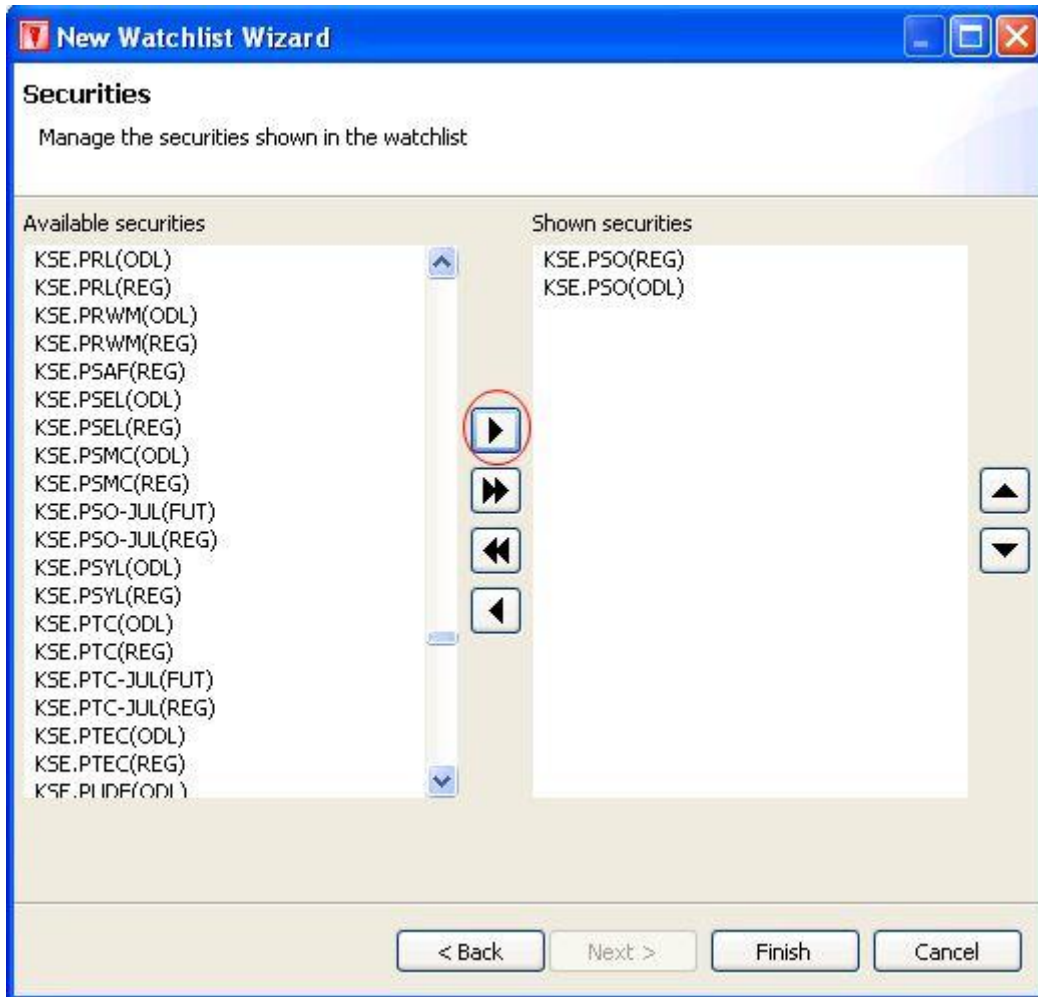 New Watchlist Wizard
Securities
Manage the securities shown in the watchlist
Available securities
KSE.PRL(ODL)
KSE.PRL(REG)
KSE.PRWM(ODL)
KSE.PRWM(REG)
KSE.PSAF(REG)
KSE.PSEL(ODL)
KSE.PSEL(REG)
KSE.PSMC(ODL)
KSE.PSMC(REG)
KSE.PSO-JUL(FUT)
KSE.PSO-JUL(REG)
KSE.PSYL(ODL)
KSE.PSYL(REG)
KSE.PTC(ODL)
KSE.PTC(REG)
KSE.PTC-JUL(FUT)
KSE.PTC-JUL(REG)
KSE.PTEC(ODL)
KSE.PTEC(REG)
Shown securities
KSE.PSO(REG)
KSE.PSO(ODL)
< Back Next > Finish Cancel